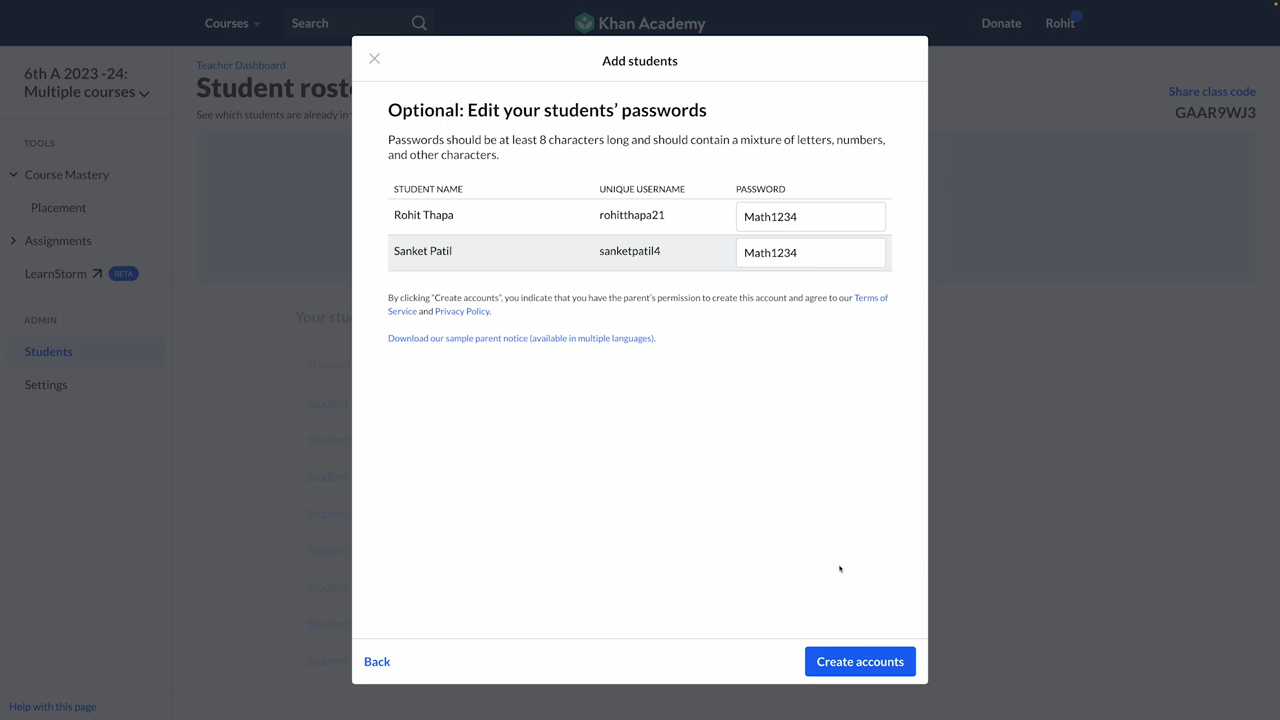 Courses
Search
Khan Academy
Donate
Rohit
6th A 2023 -24:
Multiple courses
Teacher Dashboard
Student rost
See which students are already in
Share class code
GAAR9WJ3
TOOLS
Course Mastery
Placement
Assignments
LearnStorm
BETA
ADMIN
Students
Settings
Help with this page
Your stu
STUDENT
Student
Student
Student
Student
Student
Student
Student
Student
Add students
Optional: Edit your students’ passwords
Passwords should be at least 8 characters long and should contain a mixture of letters, numbers,
and other characters.
STUDENT NAME UNIQUE USERNAME PASSWORD
Rohit Thapa rohitthapa21 Math1234
Sanket Patil sanketpatil4 Math1234
By clicking “Create accounts”, you indicate that you have the parent’s permission to create this account and agree to our Terms of
Service and Privacy Policy.
Download our sample parent notice (available in multiple languages).
Back
Create accounts